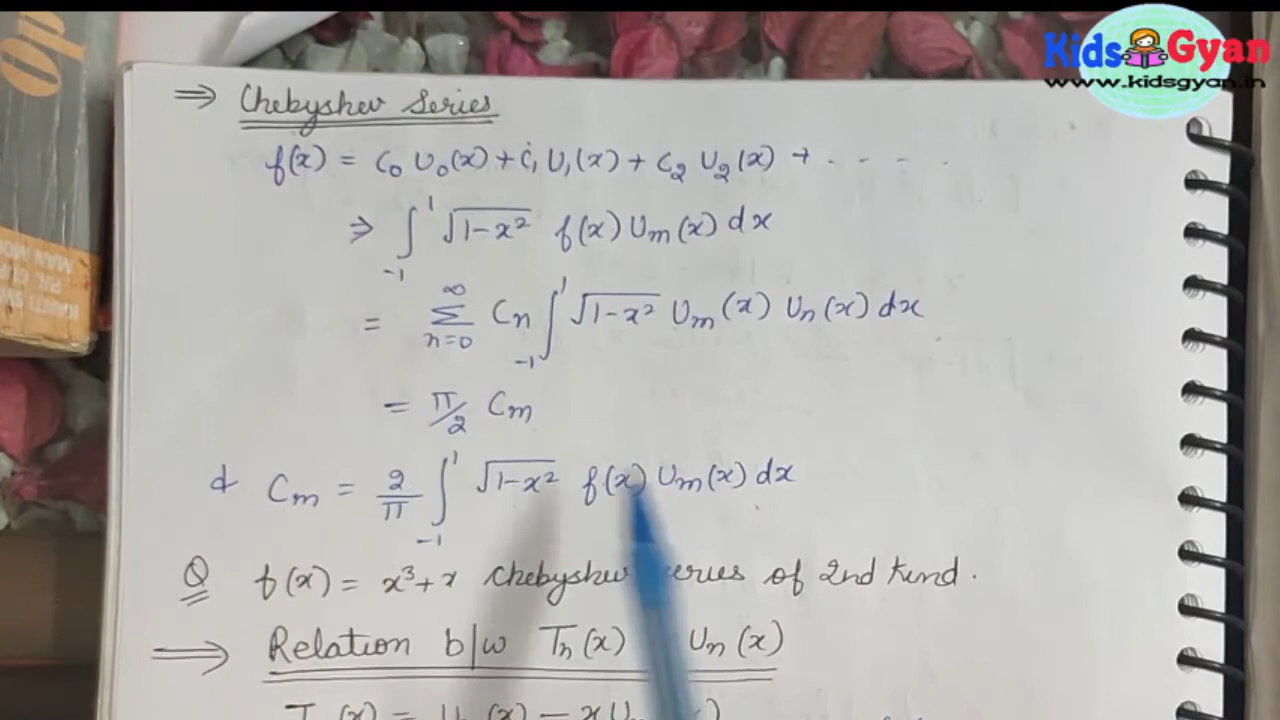 Kids Gyan
www.kidsgyan.in
Op
⇒ Chebyshev Series
f(x) = C₀ U₀(x) + C₁ U₁(x) + C₂ U₂(x) + - - - -
⇒ ∫₋₁¹ √(1-x²) f(x) Uₘ(x) dx
= Σₙ₌₀^∞ Cₙ ∫₋₁¹ √(1-x²) Uₘ(x) Uₙ(x) dx
= π/2 Cₘ
& Cₘ = 2/π ∫₋₁¹ √(1-x²) f(x) Uₘ(x) dx
Q f(x) = x³ + x Chebyshev series of 2nd Kind.
⇒ Relation b/w Tₙ(x) Uₙ(x)